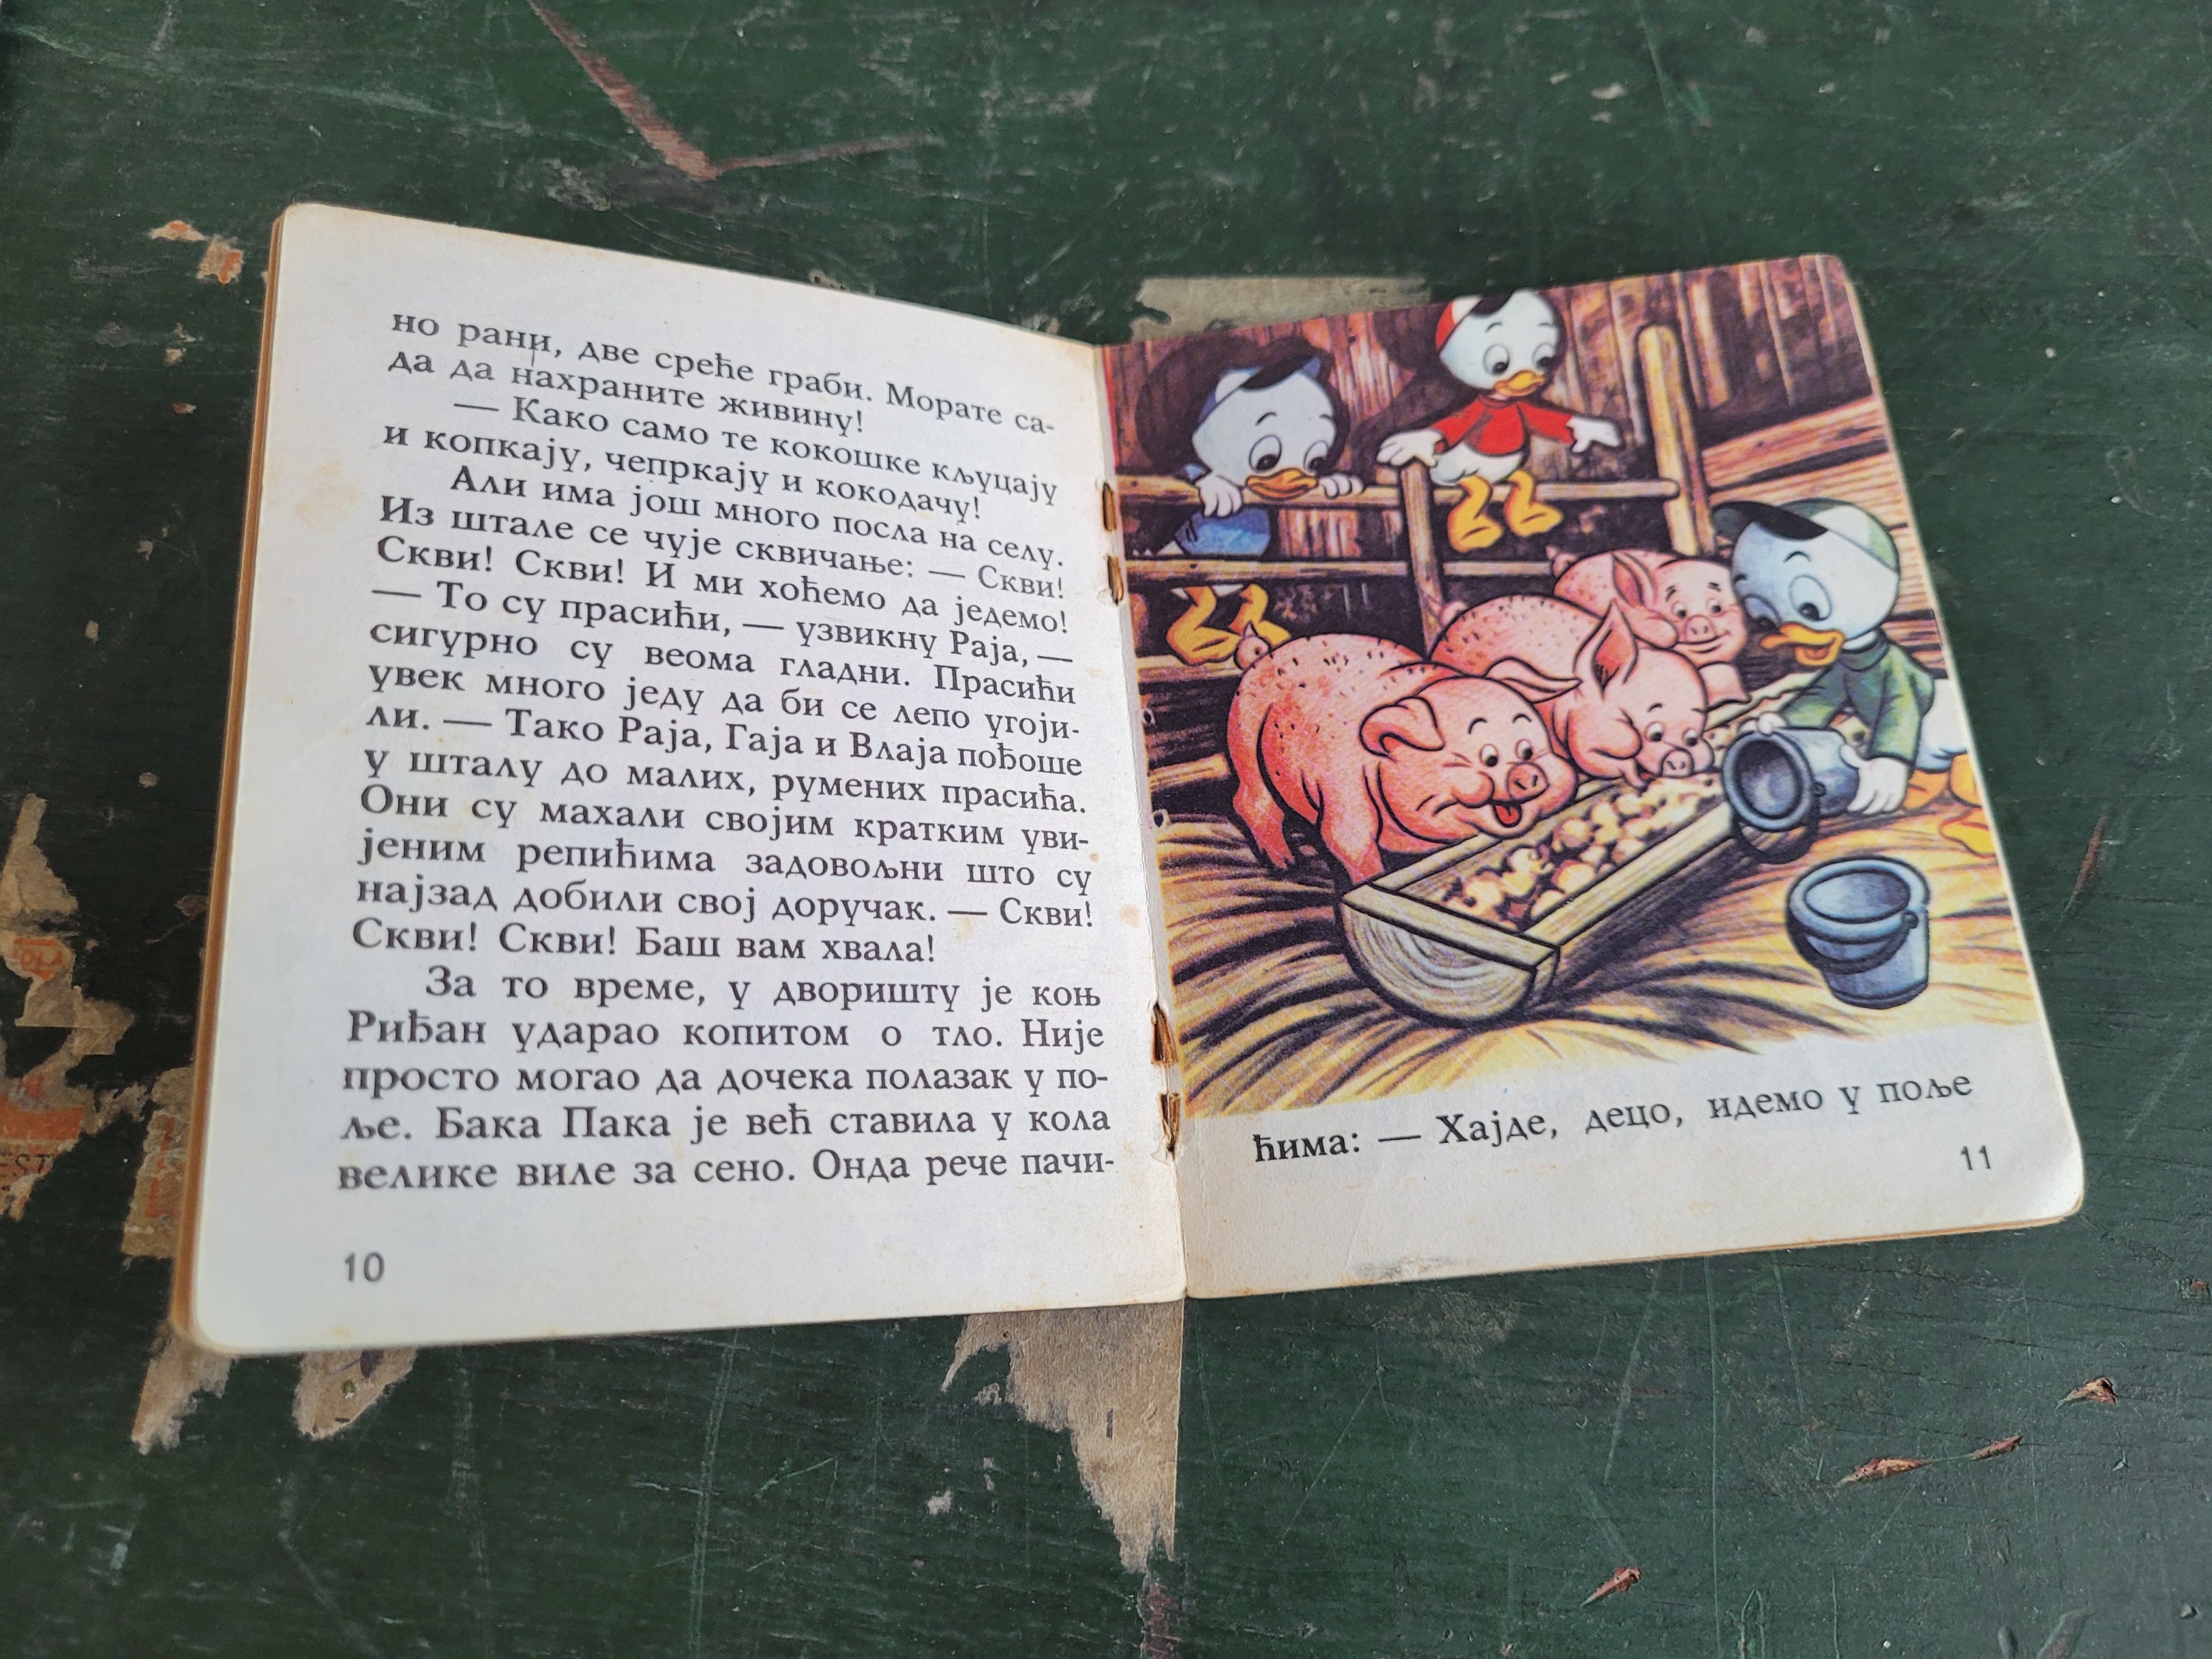 но рани, две среће граби. Морате са-
да да нахраните живину!
— Како само те кокошке кљуцају
и копкају, чепркају и кокодачу!
Али има још много посла на селу.
Из штале се чује сквичање: — Скви!
Скви! Скви! И ми хоћемо да једемо!
— То су прасићи, — узвикну Раја, —
сигурно су веома гладни. Прасићи
увек много једу да би се лепо угоји-
ли. — Тако Раја, Гаја и Влаја пођоше
у шталу до малих, румених прасића.
Они су махали својим кратким уви-
јеним репићима задовољни што су
најзад добили свој доручак. — Скви!
Скви! Скви! Баш вам хвала!
За то време, у дворишту је коњ
Риђан ударао копитом о тло. Није
просто могао да дочека полазак у по-
ље. Бака Пака је већ ставила у кола
велике виле за сено. Онда рече пачи-
10
ћима: — Хајде, децо, идемо у поље
11